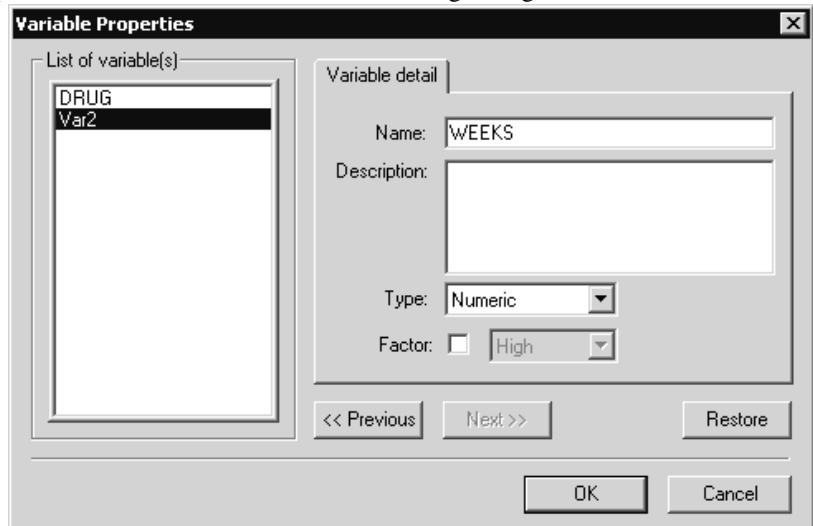 Variable Properties
List of variable(s)
DRUG
Var2
Variable detail
Name: WEEKS
Description:
Type: Numeric
Factor: High
<< Previous Next >> Restore
OK Cancel